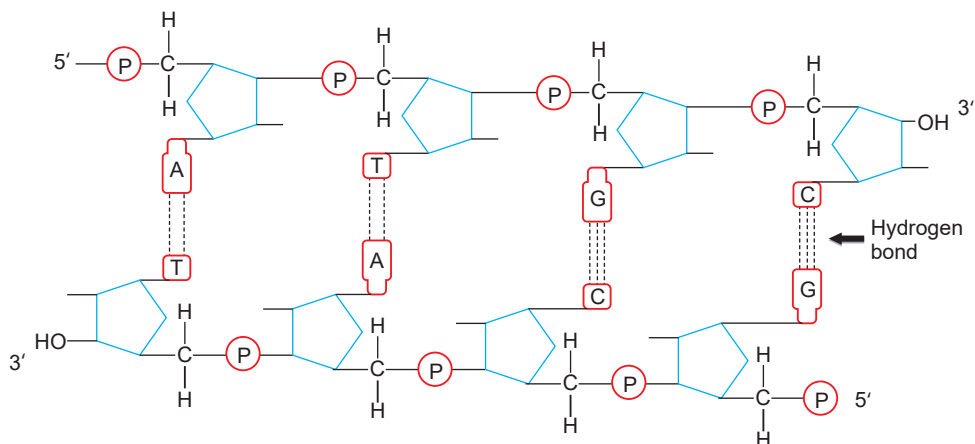 H H H H
5‘ P C P C P C P C 3‘
H H H H OH
A T G C
Hydrogen
bond
T A C G
H H H H
HO
3‘ C P C P C P C P 5‘
H H H H